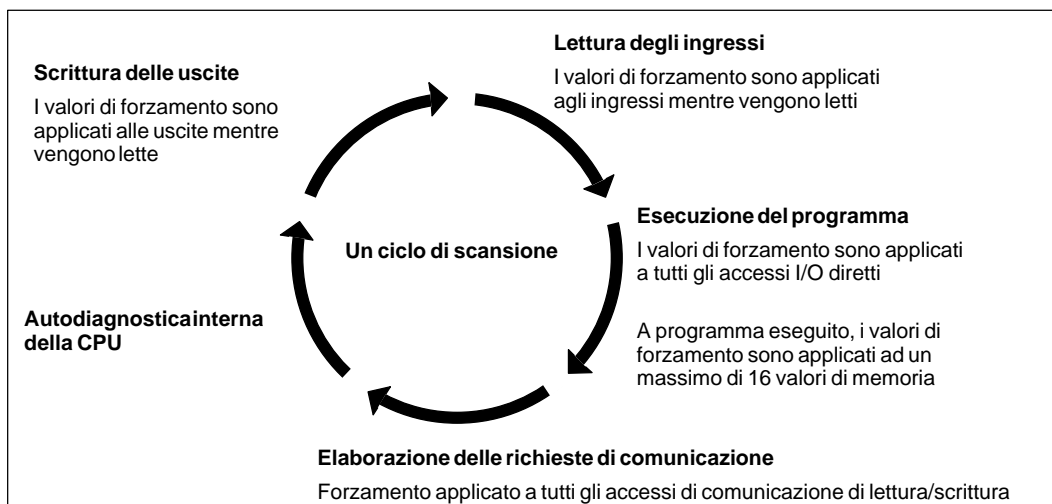 Lettura degli ingressi
I valori di forzamento sono applicati
agli ingressi mentre vengono letti
Scrittura delle uscite
I valori di forzamento sono
applicati alle uscite mentre
vengono lette
Esecuzione del programma
I valori di forzamento sono applicati
a tutti gli accessi I/O diretti
A programma eseguito, i valori di
forzamento sono applicati ad un
massimo di 16 valori di memoria
Un ciclo di scansione
Autodiagnostica interna
della CPU
Elaborazione delle richieste di comunicazione
Forzamento applicato a tutti gli accessi di comunicazione di lettura/scrittura